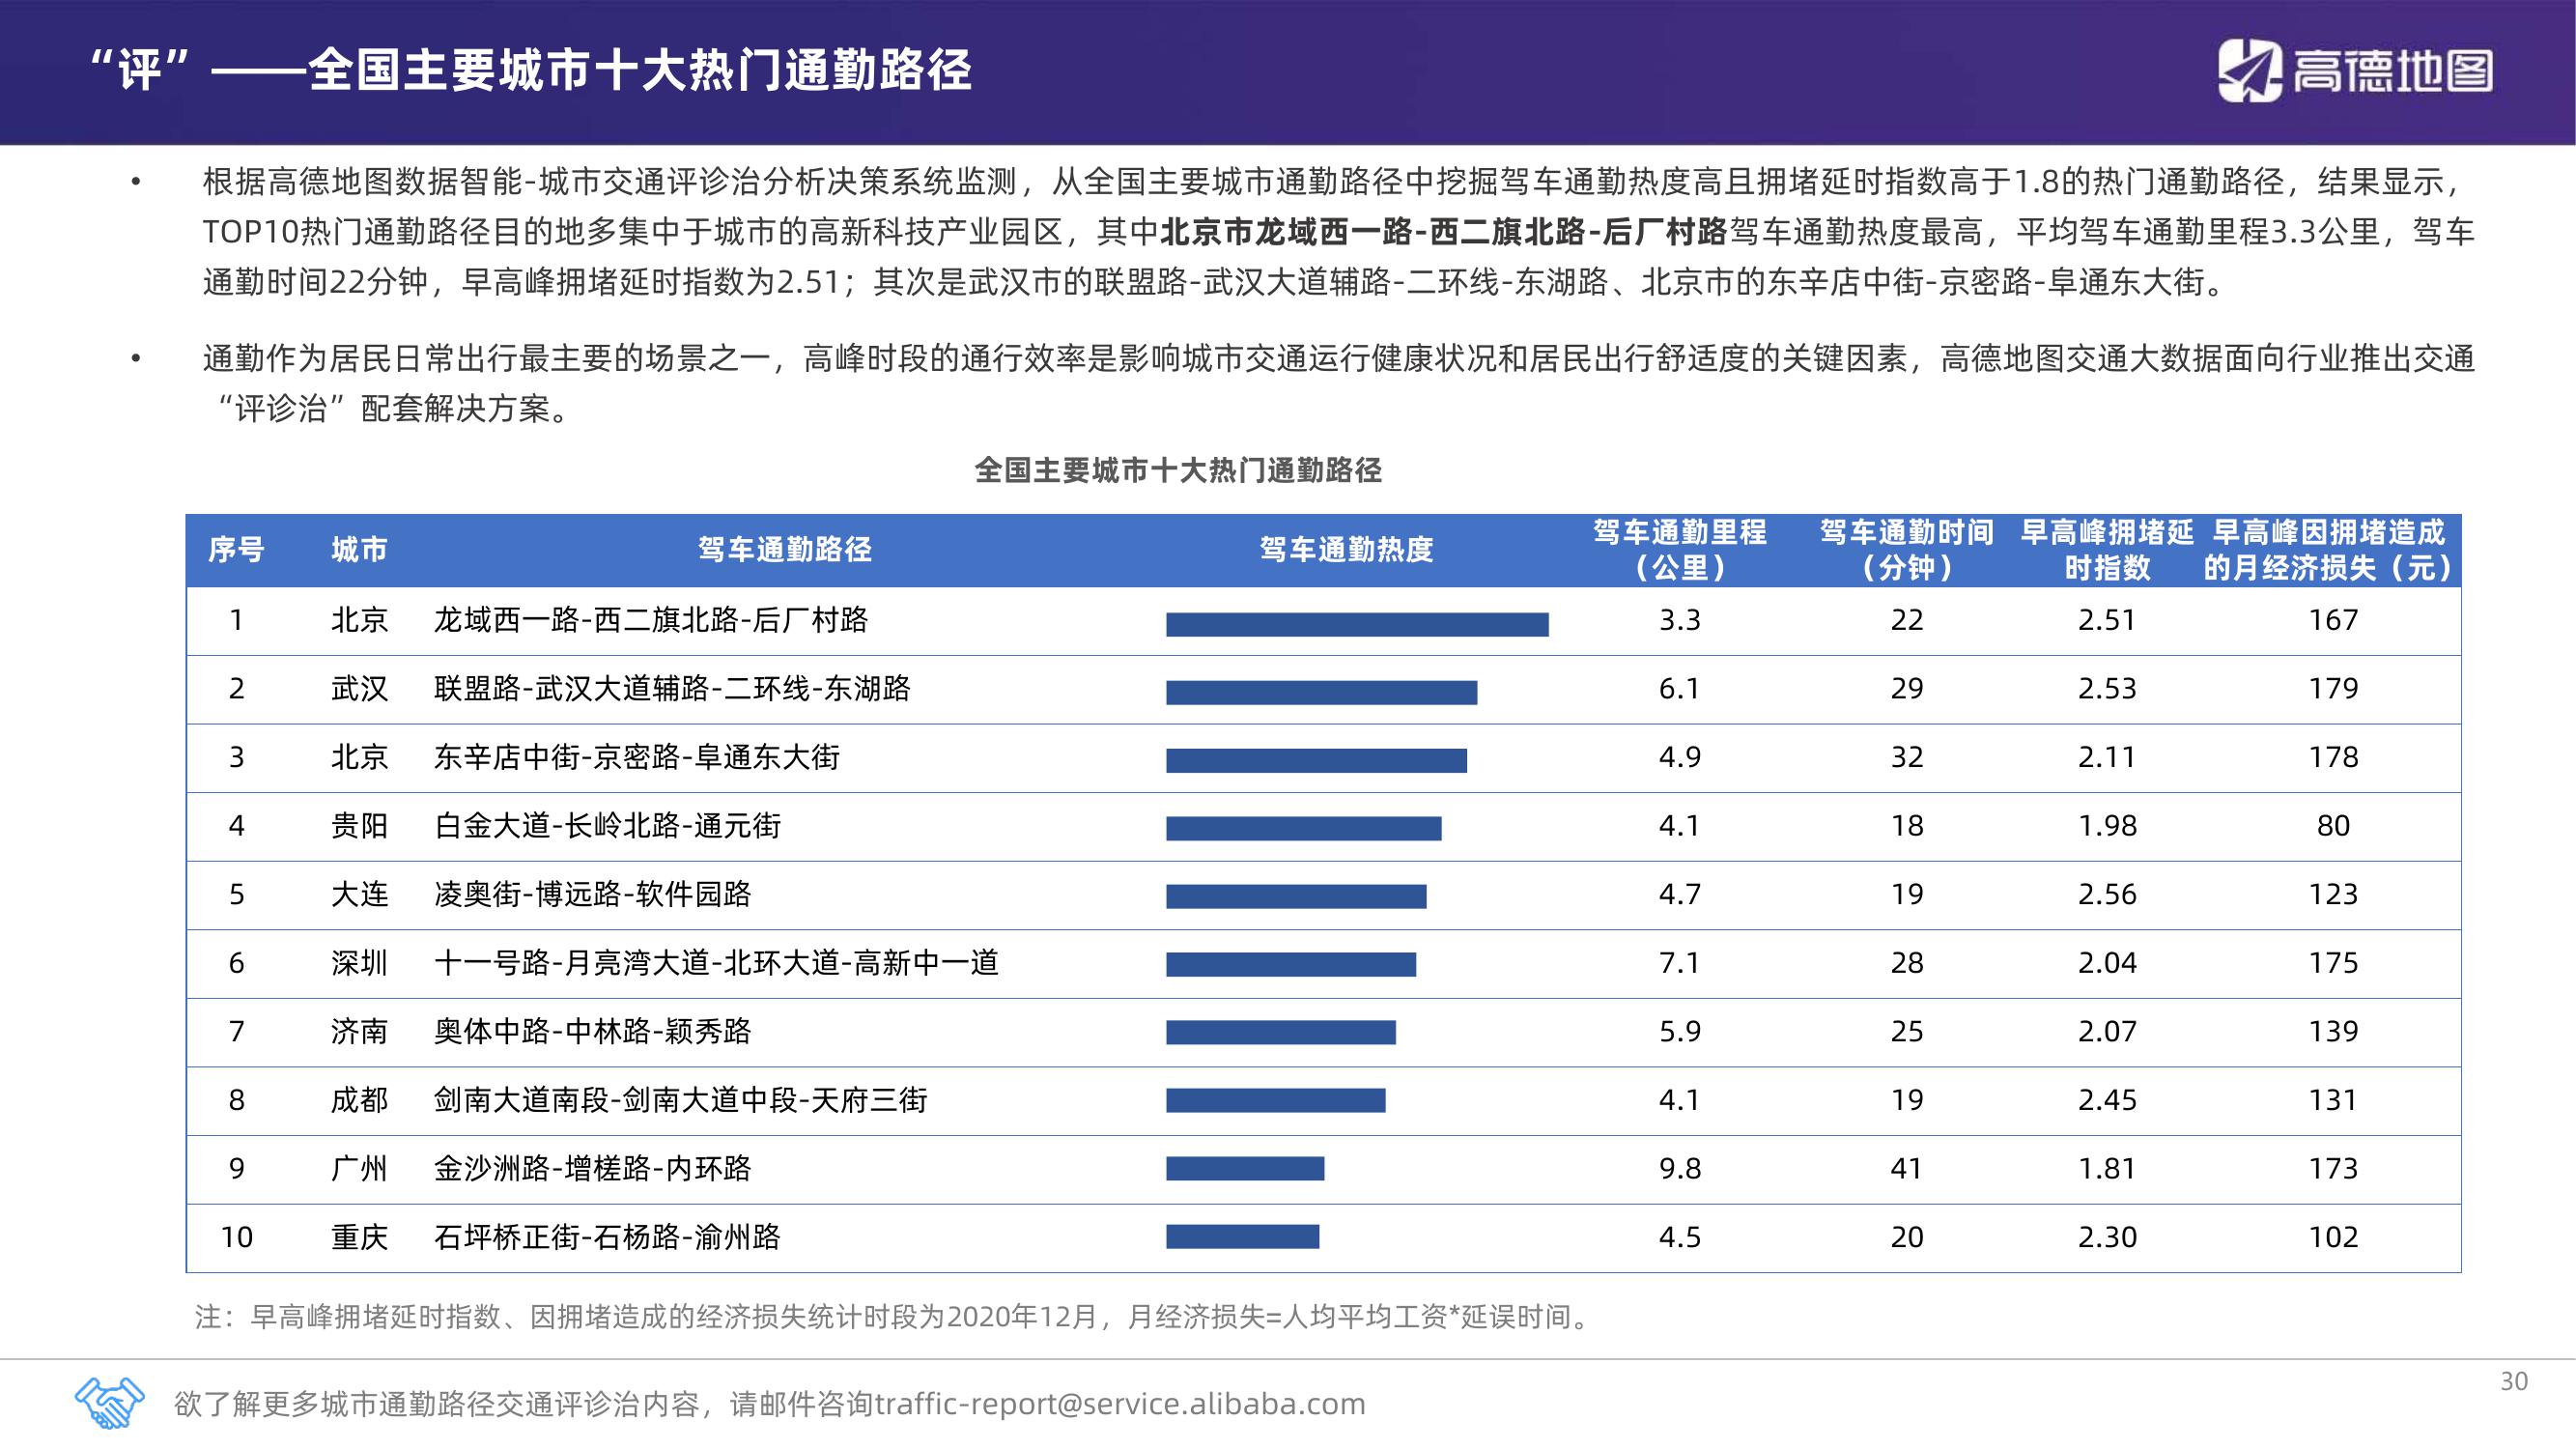 “评”——全国主要城市十大热门通勤路径
高德地图
• 根据高德地图数据智能-城市交通评诊治分析决策系统监测，从全国主要城市通勤路径中挖掘驾车通勤热度高且拥堵延时指数高于1.8的热门通勤路径，结果显示，
TOP10热门通勤路径目的地多集中于城市的高新科技产业园区，其中北京市龙域西一路-西二旗北路-后厂村路驾车通勤热度最高，平均驾车通勤里程3.3公里，驾车
通勤时间22分钟，早高峰拥堵延时指数为2.51；其次是武汉市的联盟路-武汉大道辅路-二环线-东湖路、北京市的东辛店中街-京密路-阜通东大街。
• 通勤作为居民日常出行最主要的场景之一，高峰时段的通行效率是影响城市交通运行健康状况和居民出行舒适度的关键因素，高德地图交通大数据面向行业推出交通
“评诊治”配套解决方案。
全国主要城市十大热门通勤路径
序号 城市 驾车通勤路径 驾车通勤热度 驾车通勤里程（公里） 驾车通勤时间（分钟） 早高峰拥堵延时指数 早高峰因拥堵造成的月经济损失（元）
1 北京 龙域西一路-西二旗北路-后厂村路 3.3 22 2.51 167
2 武汉 联盟路-武汉大道辅路-二环线-东湖路 6.1 29 2.53 179
3 北京 东辛店中街-京密路-阜通东大街 4.9 32 2.11 178
4 贵阳 白金大道-长岭北路-通元街 4.1 18 1.98 80
5 大连 凌奥街-博远路-软件园路 4.7 19 2.56 123
6 深圳 十一号路-月亮湾大道-北环大道-高新中一道 7.1 28 2.04 175
7 济南 奥体中路-中林路-颖秀路 5.9 25 2.07 139
8 成都 剑南大道南段-剑南大道中段-天府三街 4.1 19 2.45 131
9 广州 金沙洲路-增槎路-内环路 9.8 41 1.81 173
10 重庆 石坪桥正街-石杨路-渝州路 4.5 20 2.30 102
注：早高峰拥堵延时指数、因拥堵造成的经济损失统计时段为2020年12月，月经济损失=人均平均工资*延误时间。
30
欲了解更多城市通勤路径交通评诊治内容，请邮件咨询traffic-report@service.alibaba.com